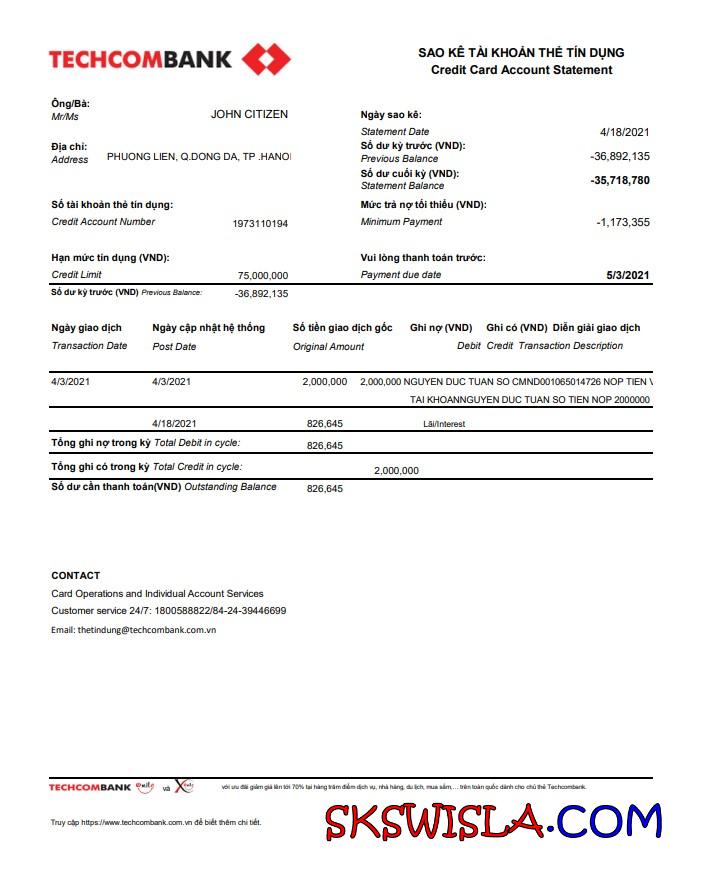 TECHCOMBANK
SAO KÊ TÀI KHOẢN THẺ TÍN DỤNG
Credit Card Account Statement
Ông/Bà:
Mr/Ms JOHN CITIZEN
Địa chỉ:
Address PHUONG LIEN, Q.DONG DA, TP .HANOI
Ngày sao kê:
Statement Date 4/18/2021
Số dư kỳ trước (VND):
Previous Balance -36,892,135
Số dư cuối kỳ (VND):
Statement Balance -35,718,780
Số tài khoản thẻ tín dụng:
Credit Account Number 1973110194
Mức trả nợ tối thiểu (VND):
Minimum Payment -1,173,355
Hạn mức tín dụng (VND):
Credit Limit 75,000,000
Vui lòng thanh toán trước:
Payment due date 5/3/2021
Số dư kỳ trước (VND) Previous Balance: -36,892,135
Ngày giao dịch Ngày cập nhật hệ thống Số tiền giao dịch gốc Ghi nợ (VND) Ghi có (VND) Diễn giải giao dịch
Transaction Date Post Date Original Amount Debit Credit Transaction Description
4/3/2021 4/3/2021 2,000,000 2,000,000 NGUYEN DUC TUAN SO CMND001065014726 NOP TIEN V
TAI KHOANNGUYEN DUC TUAN SO TIEN NOP 2000000
4/18/2021 826,645 Lãi/Interest
Tổng ghi nợ trong kỳ Total Debit in cycle: 826,645
Tổng ghi có trong kỳ Total Credit in cycle: 2,000,000
Số dư cần thanh toán(VND) Outstanding Balance 826,645
CONTACT
Card Operations and Individual Account Services
Customer service 24/7: 1800588822/84-24-39446699
Email: thetindung@techcombank.com.vn
TECHCOMBANK và với ưu đãi giảm giá lên tới 70% tại hàng trăm điểm dịch vụ, nhà hàng, du lịch, mua sắm,... trên toàn quốc dành cho chủ thẻ Techcombank.
Truy cập https://www.techcombank.com.vn để biết thêm chi tiết.
SKSWISLA.COM